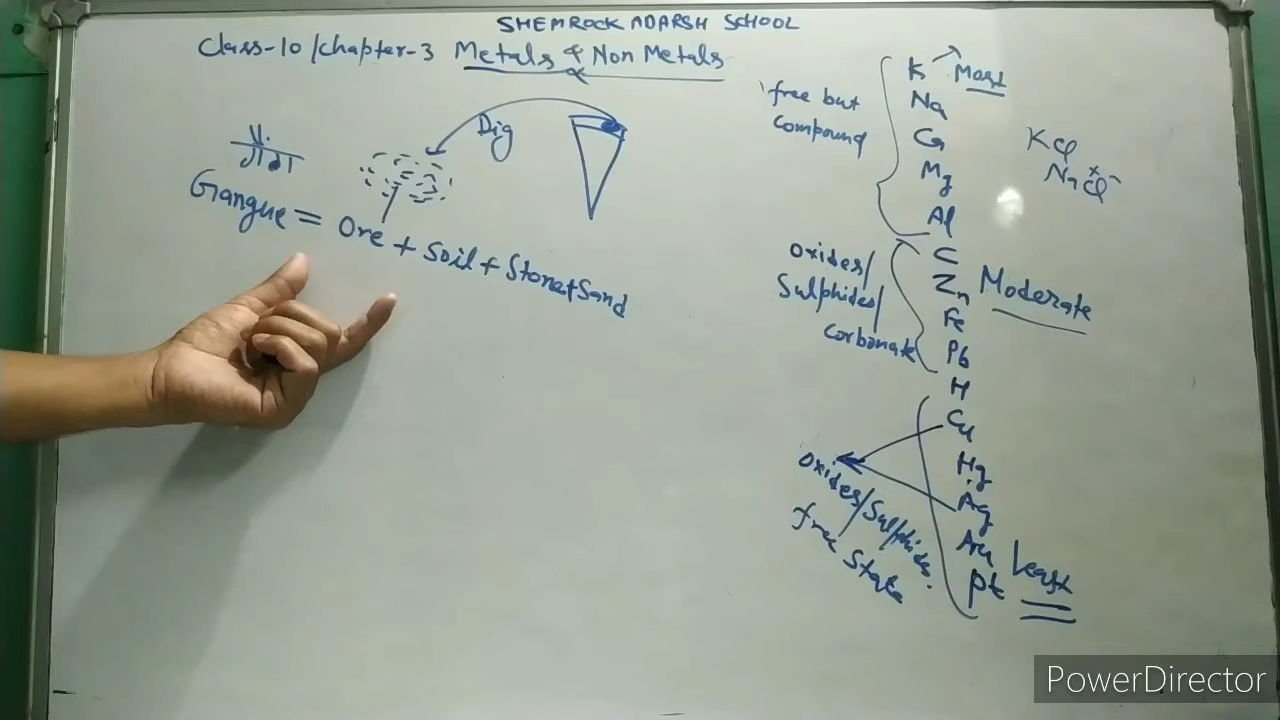 SHEMROCK ADARSH SCHOOL
Class-10/Chapter-3 Metals & Non Metals
Dig
Gangue = Ore + Soil + Stone + Sand
free but
Compound
K Most
Na
Ca
Mg
Al
C
Zn
Fe
Pb
H
Cu
Hg
Ag
Au
Pt
Least
KCl
Na+Cl-
Oxides/
Sulphides/
Carbonate
Moderate
Oxides/Sulphides.
free State
PowerDirector